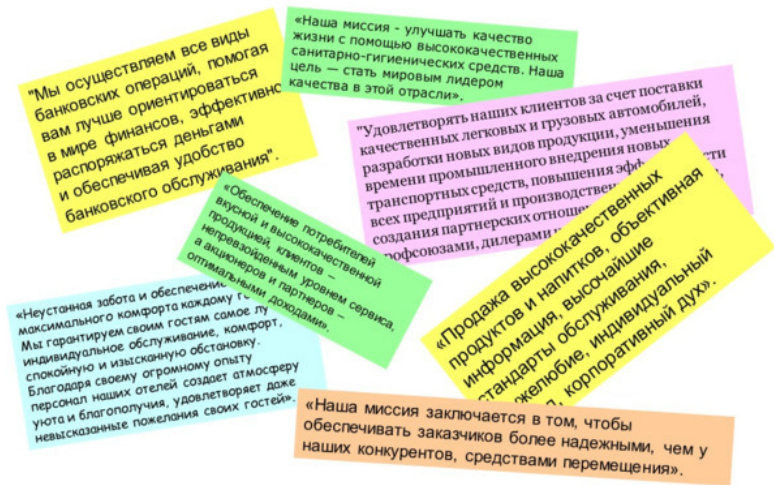 "Мы осуществляем все виды
банковских операций, помогая
вам лучше ориентироваться
в мире финансов, эффективно
распоряжаться деньгами
и обеспечивая удобство
банковского обслуживания".
«Наша миссия - улучшать качество
жизни с помощью высококачественных
санитарно-гигиенических средств. Наша
цель — стать мировым лидером
качества в этой отрасли».
"Удовлетворять наших клиентов за счет поставки
качественных легковых и грузовых автомобилей,
разработки новых видов продукции, уменьшения
времени промышленного внедрения новых
транспортных средств, повышения
всех предприятий и
создания партнерских
дилерами
«Обеспечение потребителей
вкусной и высококачественной
продукцией, клиентов –
непревзойденным уровнем сервиса,
а акционеров и партнеров –
оптимальными доходами».
«Продажа высококачественных
продуктов и напитков, объективная
информация, высочайшие
стандарты обслуживания,
индивидуальный
корпоративный дух».
«Неустанная забота и обеспечение
максимального комфорта каждому
Мы гарантируем своим гостям самое
индивидуальное обслуживание, комфорт,
спокойную и изысканную обстановку.
Благодаря своему огромному опыту
персонал наших отелей создает атмосферу
уюта и благополучия, удовлетворяет даже
невысказанные пожелания своих гостей».
«Наша миссия заключается в том, чтобы
обеспечивать заказчиков более надежными, чем у
наших конкурентов, средствами перемещения».